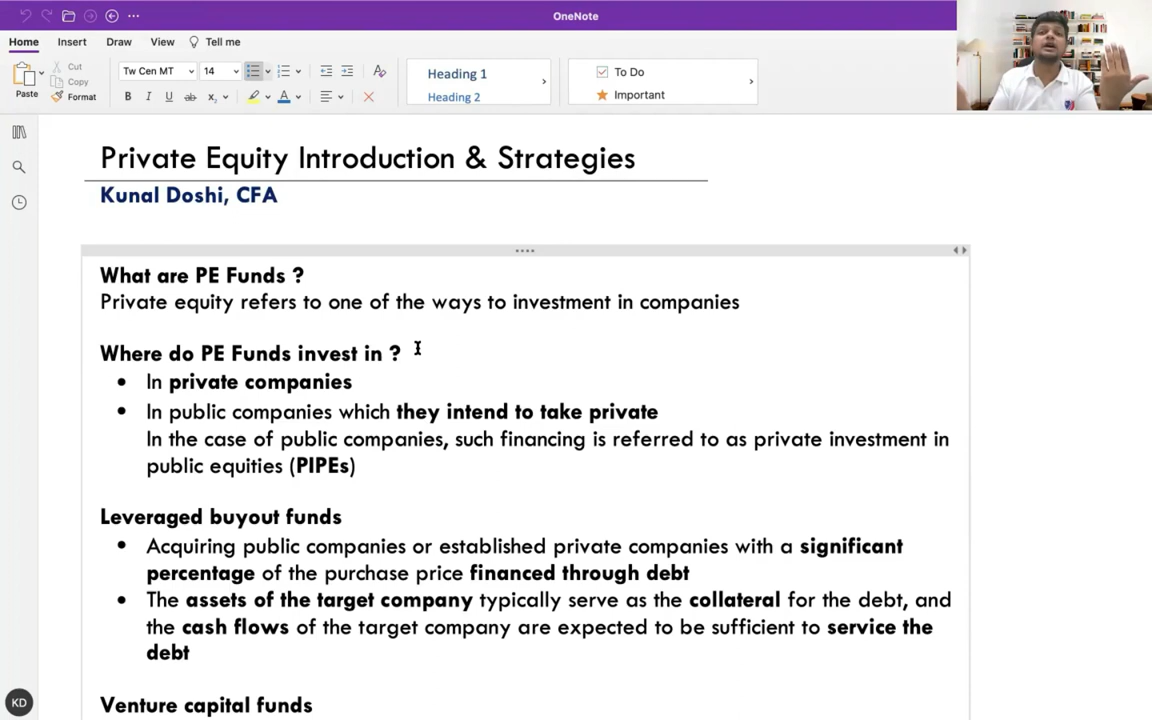 OneNote
Home Insert Draw View Tell me
Cut
Copy
Paste Format
Tw Cen MT 14
B I U ab X₂ A
Heading 1
Heading 2
To Do
Important
Private Equity Introduction & Strategies
Kunal Doshi, CFA
What are PE Funds ?
Private equity refers to one of the ways to investment in companies
Where do PE Funds invest in ?
• In private companies
• In public companies which they intend to take private
In the case of public companies, such financing is referred to as private investment in
public equities (PIPEs)
Leveraged buyout funds
• Acquiring public companies or established private companies with a significant
percentage of the purchase price financed through debt
• The assets of the target company typically serve as the collateral for the debt, and
the cash flows of the target company are expected to be sufficient to service the
debt
Venture capital funds
KD